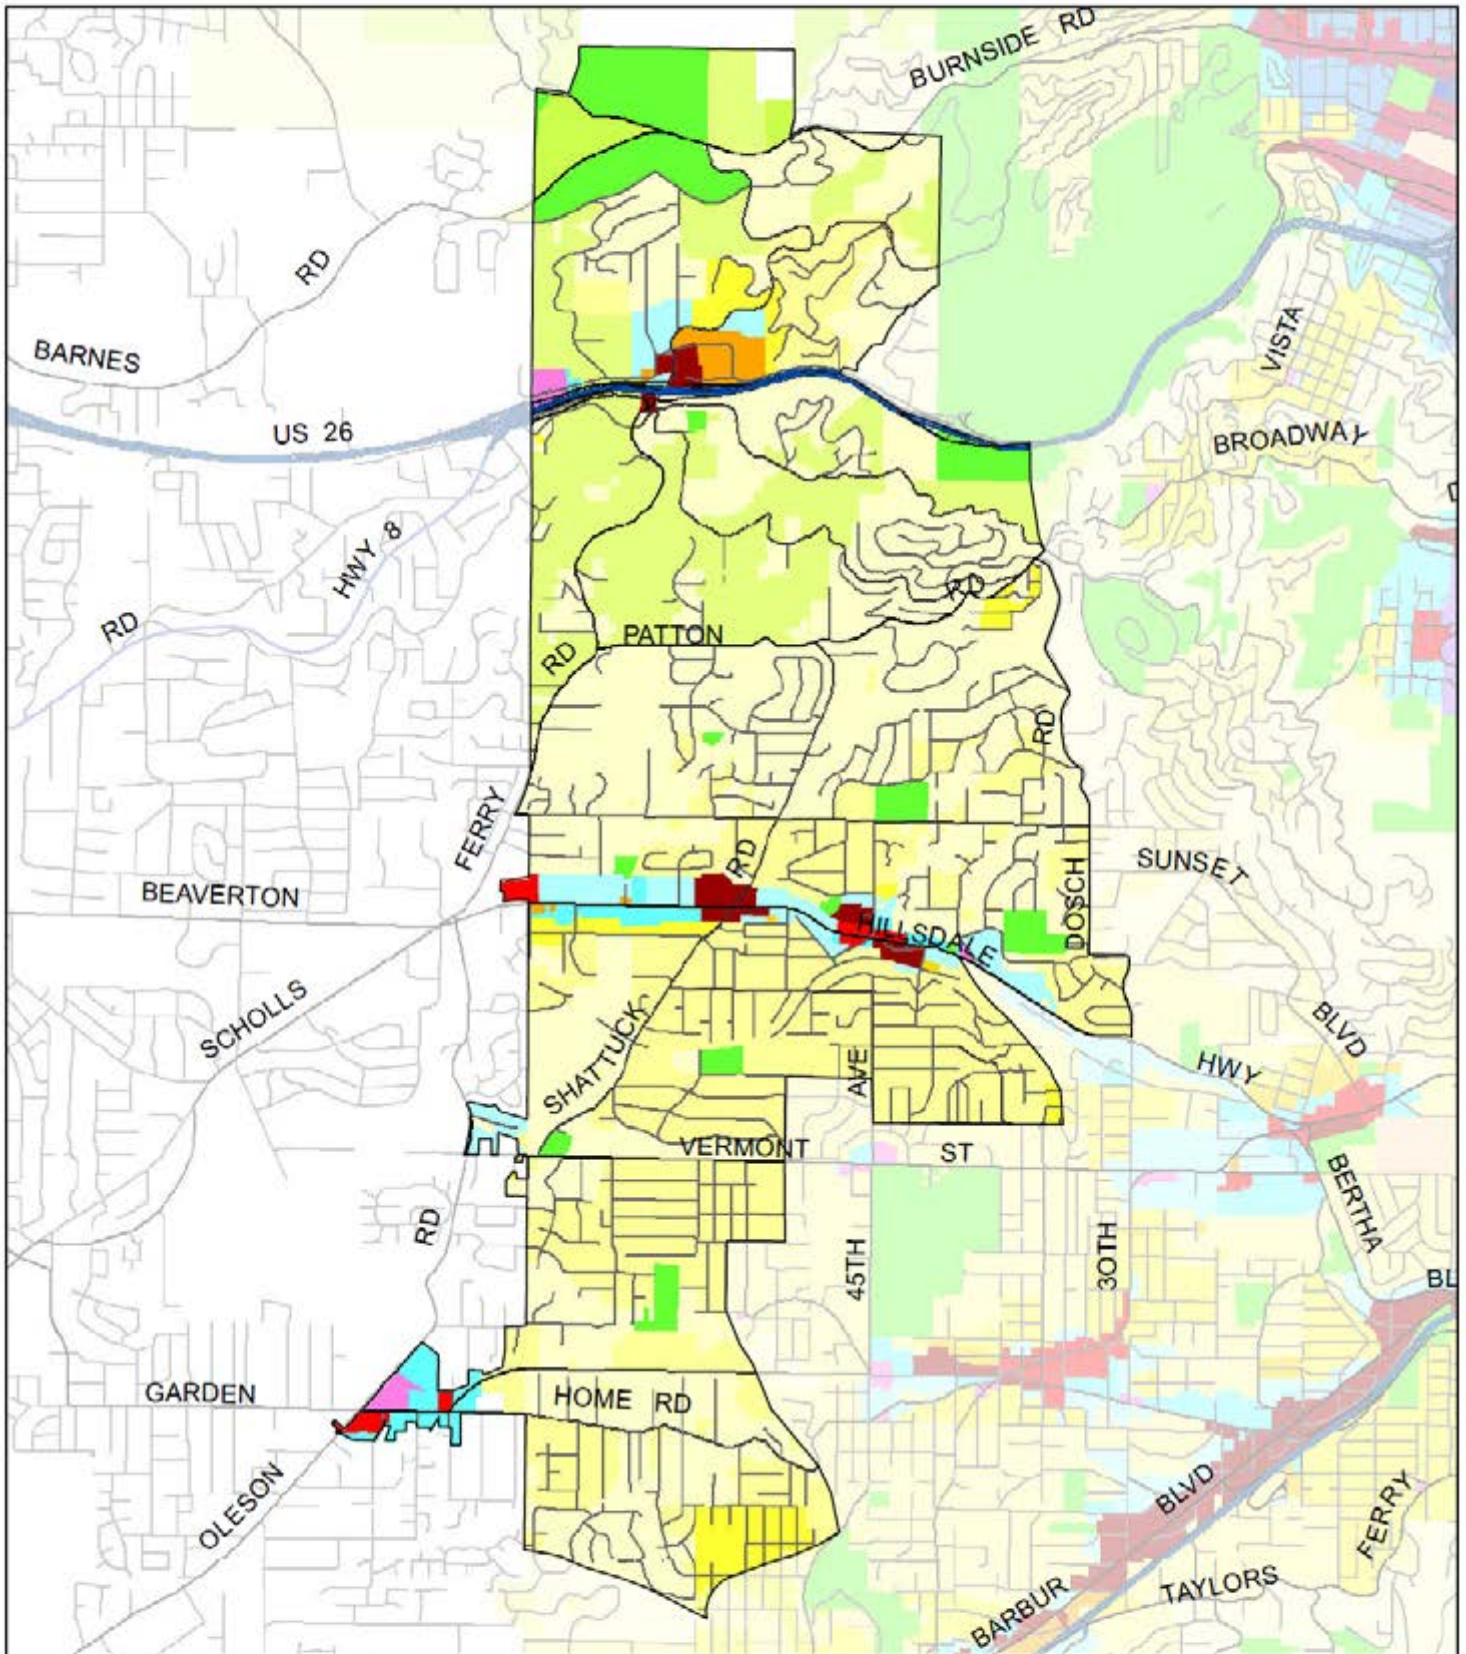 BURNSIDE RD
RD
BARNES
US 26
VISTA
BROADWAY
HWY 8
RD
RD
PATTON
RD
RD
FERRY
RD
SUNSET
BEAVERTON
DOSCH
HILLSDALE
SCHOLLS
SHATTUCK
AVE
BLVD
HWY
VERMONT
ST
RD
45TH
30TH
BERTHA
BL
GARDEN
HOME RD
OLESON
BLVD
FERRY
BARBUR
TAYLORS